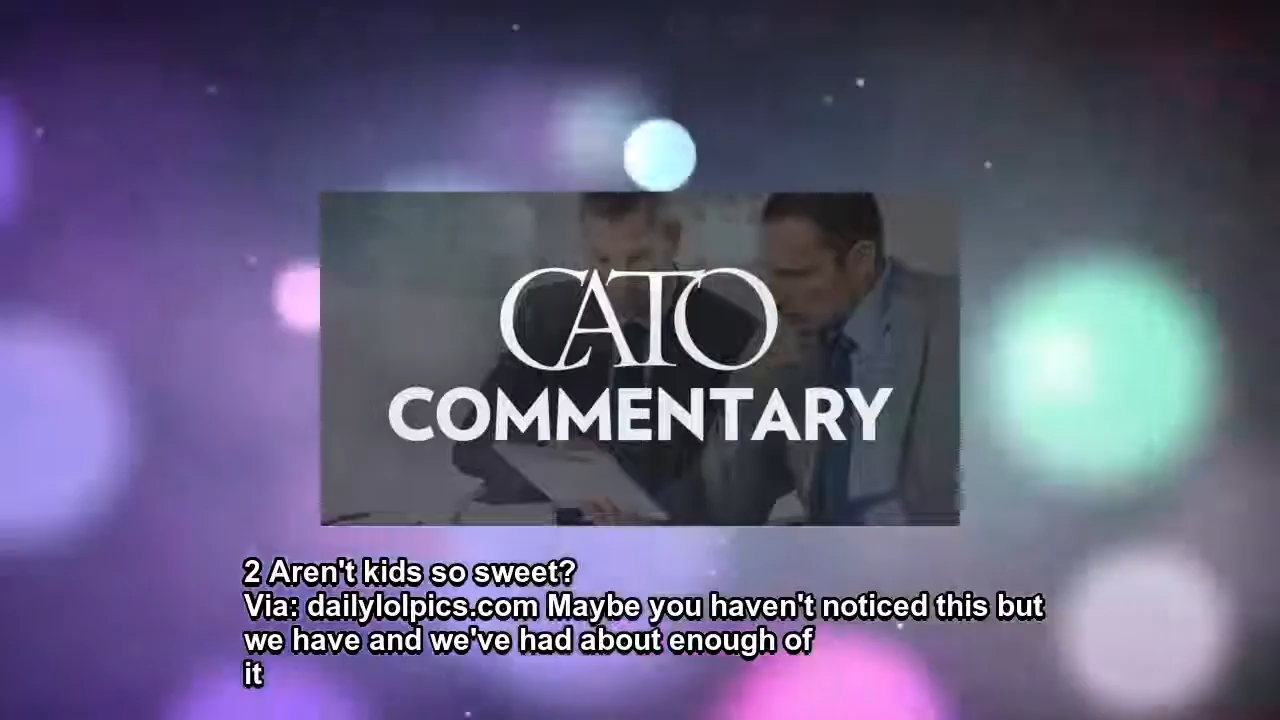 CATO
COMMENTARY
2 Aren't kids so sweet?
Via: dailylolpics.com Maybe you haven't noticed this but
we have and we've had about enough of
it